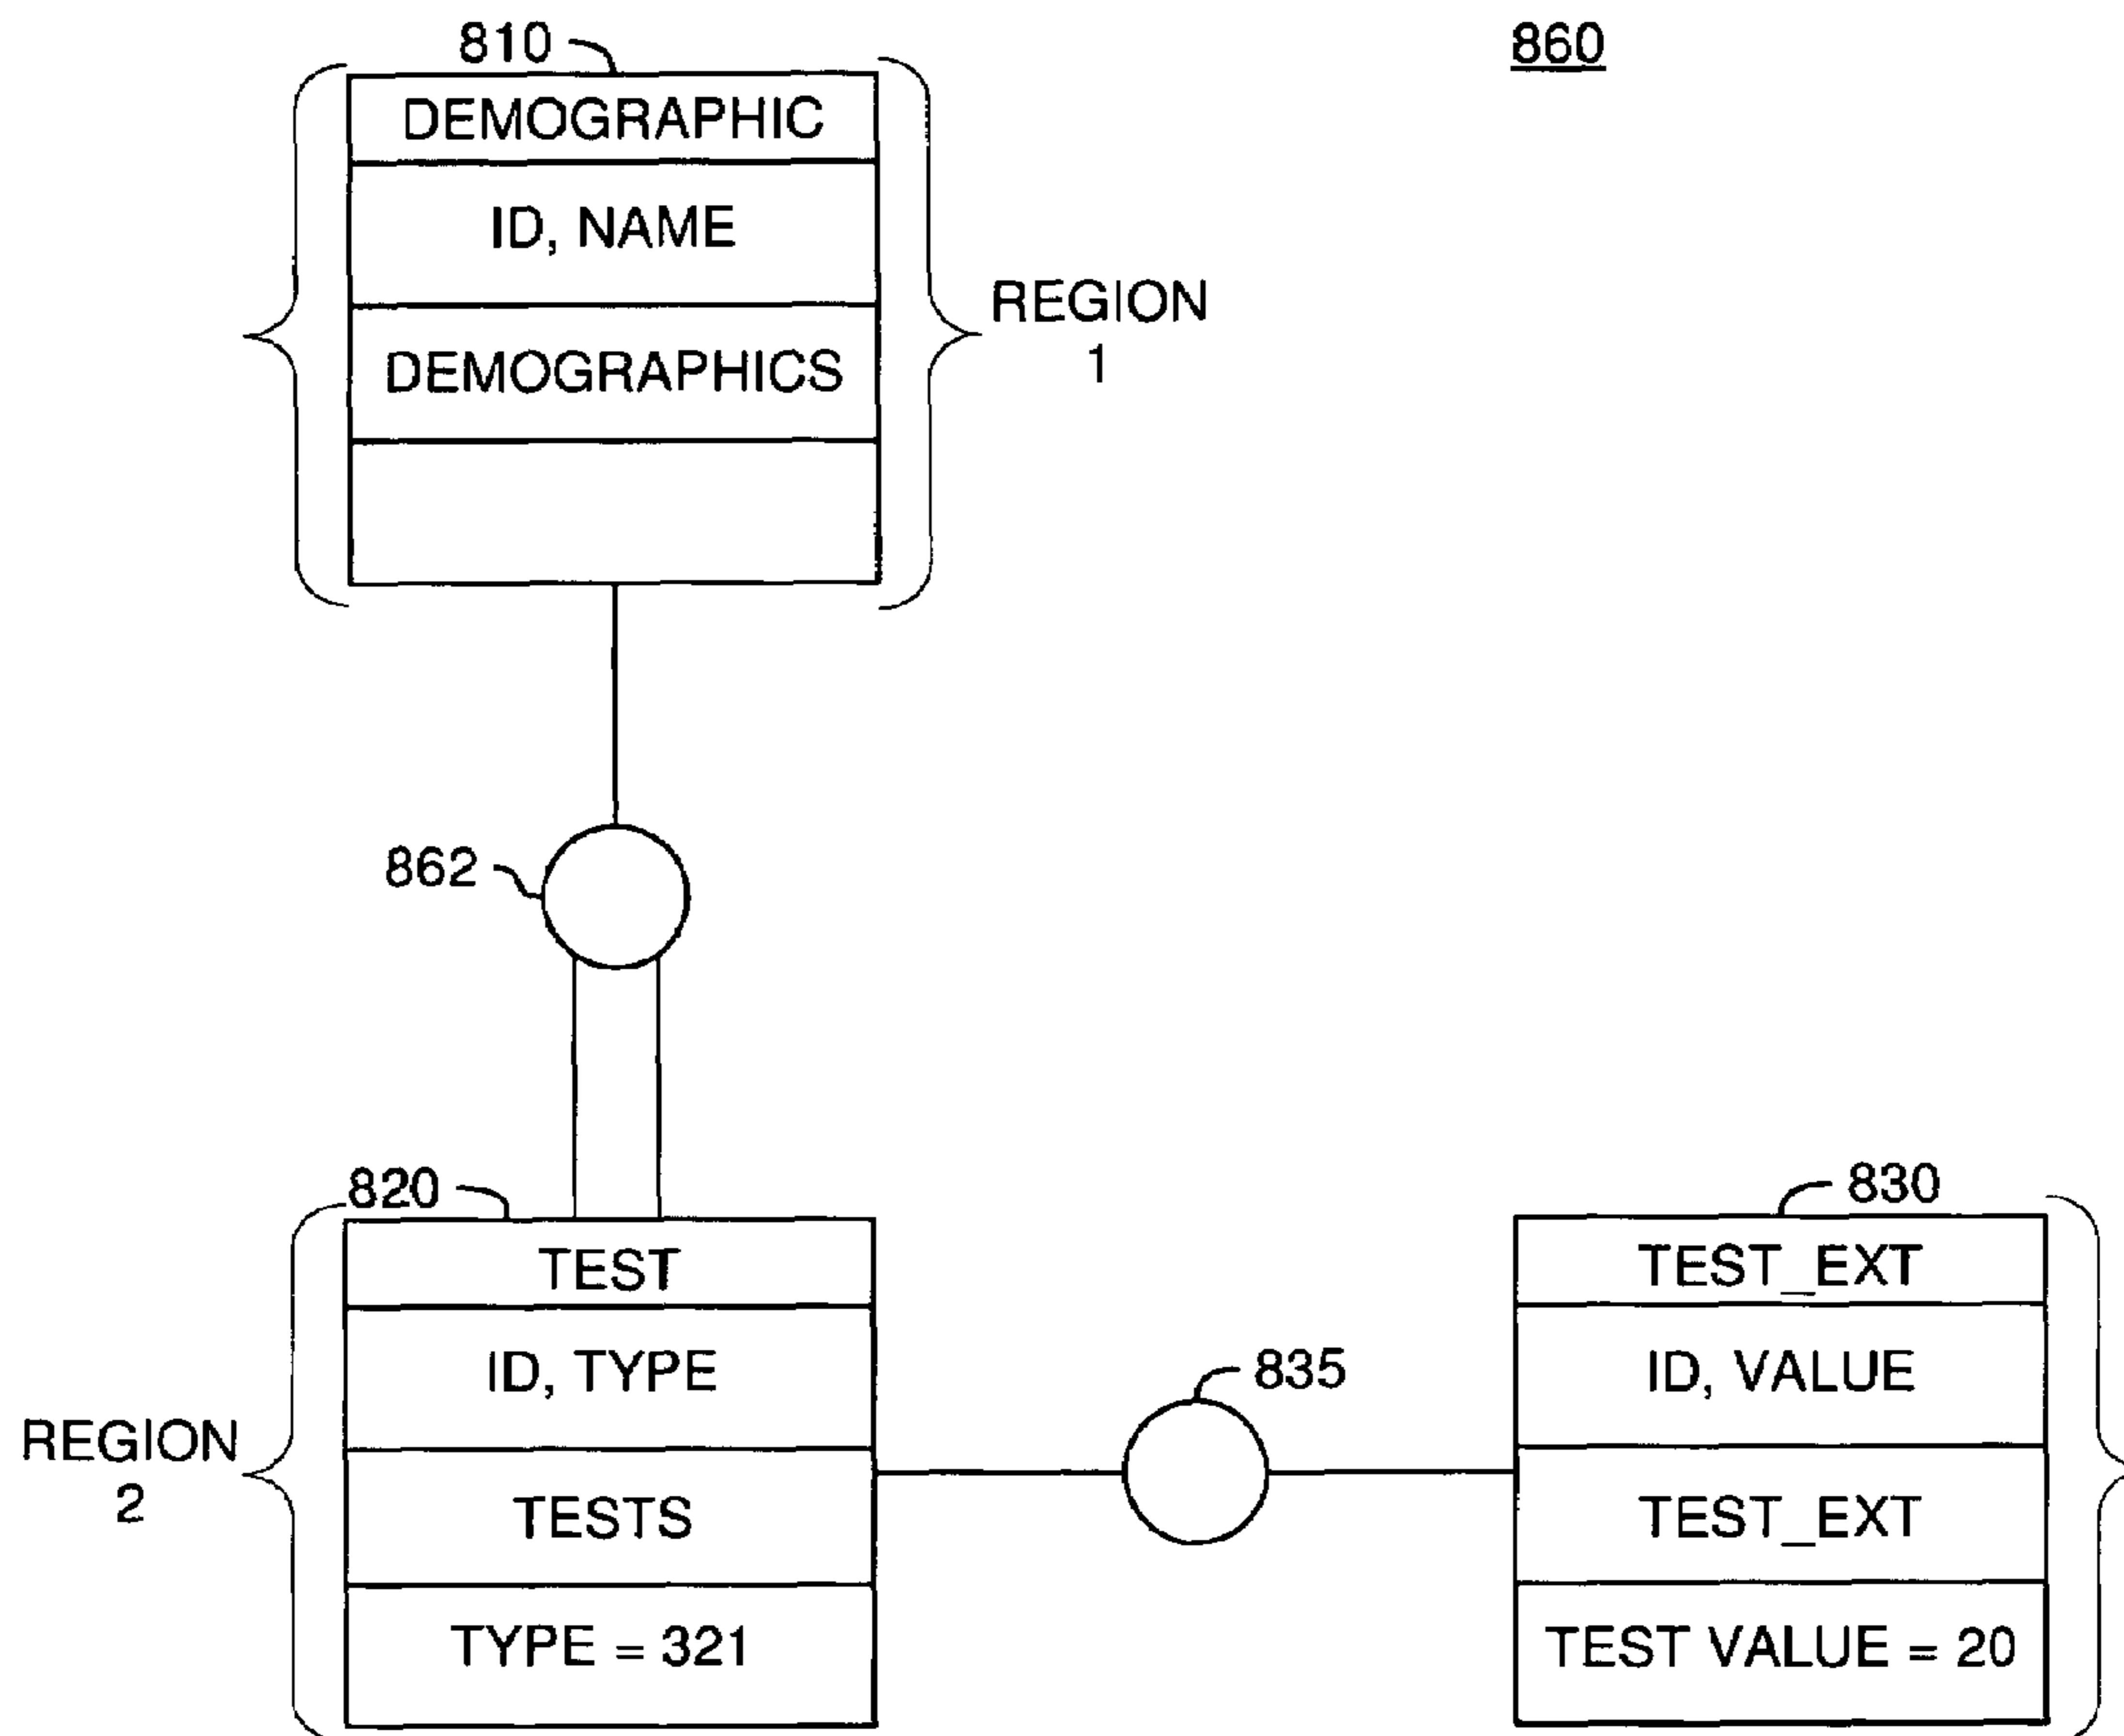 810
860
DEMOGRAPHIC
ID, NAME
DEMOGRAPHICS
REGION
1
862
820
830
TEST
ID, TYPE
TESTS
TYPE = 321
REGION
2
835
TEST_EXT
ID, VALUE
TEST_EXT
TEST VALUE = 20